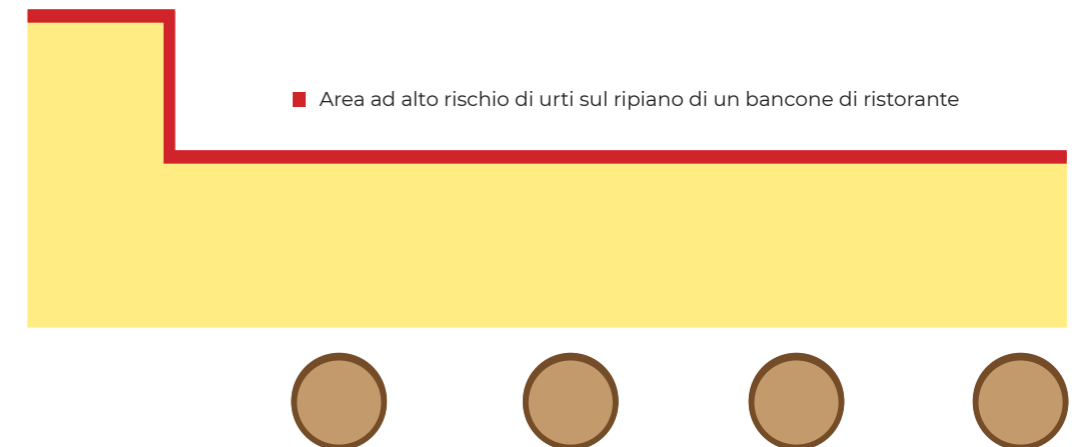 Area ad alto rischio di urti sul ripiano di un bancone di ristorante